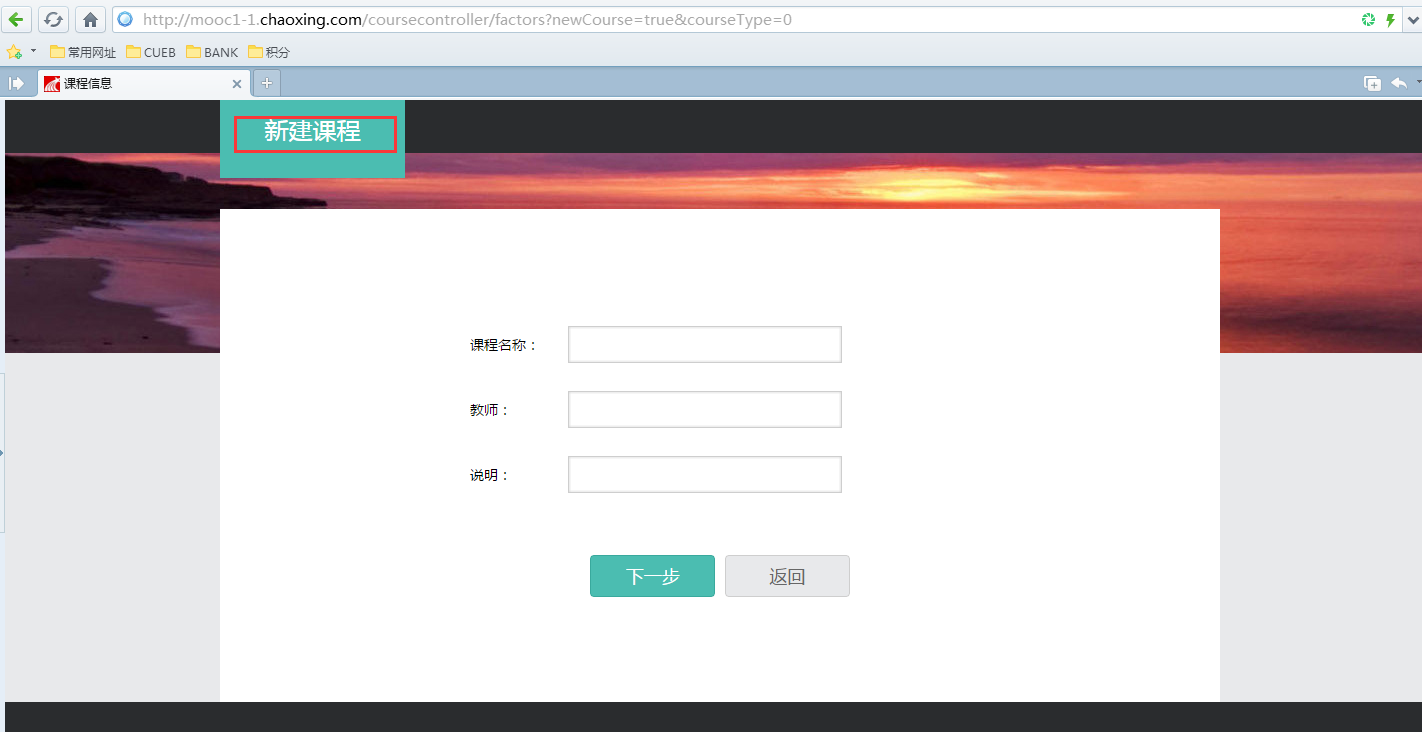 http://mooc1-1.chaoxing.com/coursecontroller/factors?newCourse=true&courseType=0
常用网址 CUEB BANK 积分
课程信息
新建课程
课程名称：
教师：
说明：
下一步 返回